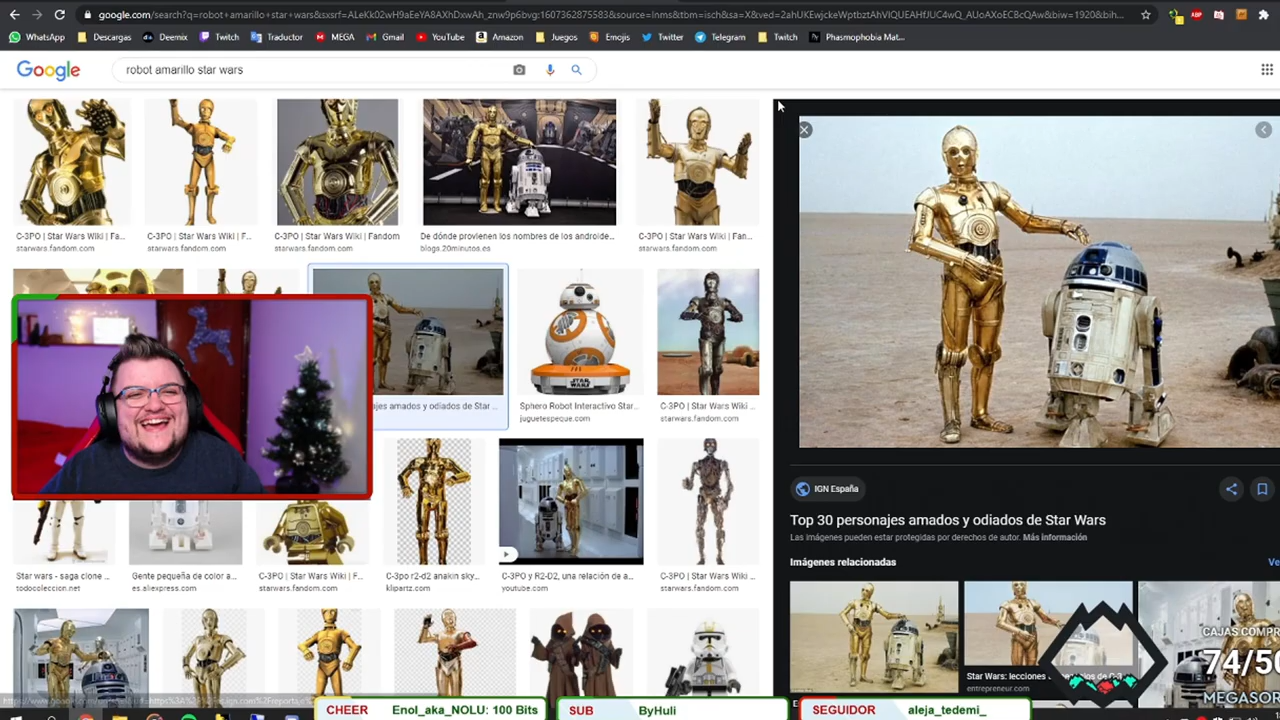 WhatsApp Descargas Deemix Twitch Traductor MEGA Gmail YouTube Amazon Juegos Emojis Twitter Telegram Twitch Phasmophobia Mat...
Google
robot amarillo star wars
C-3PO | Star Wars Wiki | Fa...
starwars.fandom.com
C-3PO | Star Wars Wiki | F...
starwars.fandom.com
C-3PO | Star Wars Wiki | Fandom
starwars.fandom.com
De dónde provienen los nombres de los androide...
blogs.20minutos.es
C-3PO | Star Wars Wiki | Fan...
starwars.fandom.com
amados y odiados de Star ...
Sphero Robot Interactivo Star...
juguetespeque.com
C-3PO | Star Wars Wiki ...
starwars.fandom.com
STAR WARS
Star wars - saga clone ...
todocoleccion.net
Gente pequeña de color a...
es.aliexpress.com
C-3PO | Star Wars Wiki | F...
starwars.fandom.com
C-3po r2-d2 anakin sky...
klipartz.com
C-3PO y R2-D2, una relación de a...
youtube.com
C-3PO | Star Wars Wiki ...
starwars.fandom.com
IGN España
Top 30 personajes amados y odiados de Star Wars
Las imágenes pueden estar protegidas por derechos de autor. Más información
Imágenes relacionadas
Ve
Star Wars: lecciones
de C-3
entrepreneur.com
CAJAS COMPR
74/50
MEGASOR
CHEER Enol_aka_NOLU: 100 Bits
SUB ByHuli
SEGUIDOR aleja_tedemi_